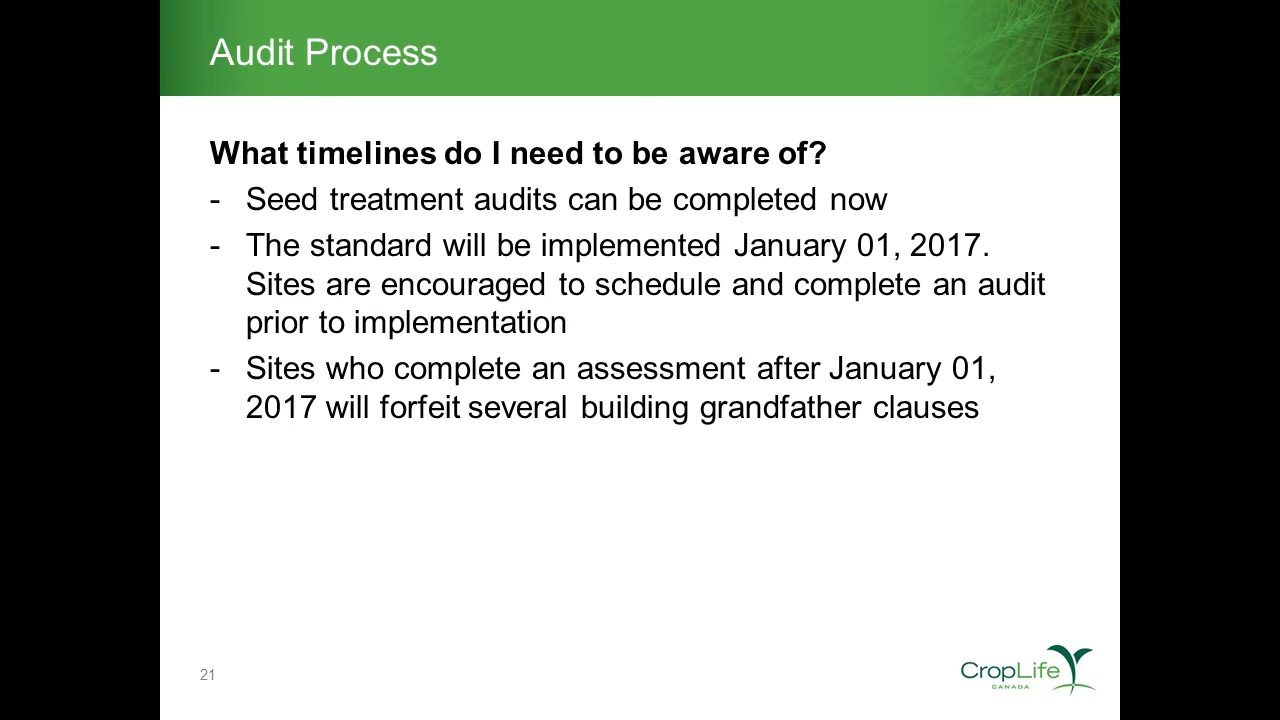 Audit Process
What timelines do I need to be aware of?
- Seed treatment audits can be completed now
- The standard will be implemented January 01, 2017.
Sites are encouraged to schedule and complete an audit
prior to implementation
- Sites who complete an assessment after January 01,
2017 will forfeit several building grandfather clauses
21
CropLife
CANADA